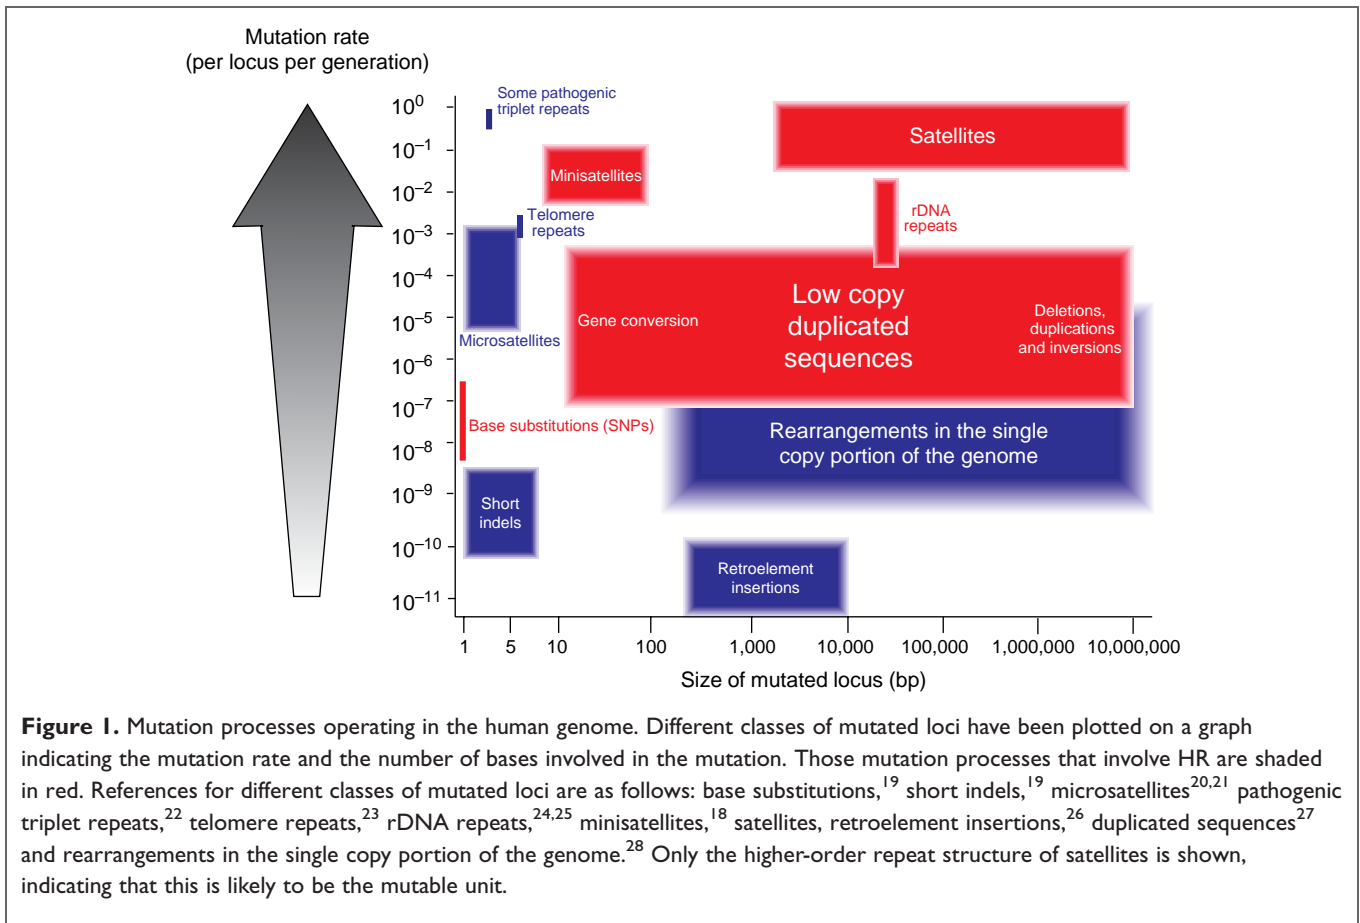 Mutation rate
(per locus per generation)
10⁰
10⁻¹
10⁻²
10⁻³
10⁻⁴
10⁻⁵
10⁻⁶
10⁻⁷
10⁻⁸
10⁻⁹
10⁻¹⁰
10⁻¹¹
Some pathogenic
triplet repeats
Satellites
Minisatellites
Telomere
repeats
rDNA
repeats
Low copy
duplicated
sequences
Gene conversion
Deletions,
duplications
and inversions
Microsatellites
Base substitutions (SNPs)
Rearrangements in the single
copy portion of the genome
Short
indels
Retroelement
insertions
1 5 10 100 1,000 10,000 100,000 1,000,000 10,000,000
Size of mutated locus (bp)
Figure 1. Mutation processes operating in the human genome. Different classes of mutated loci have been plotted on a graph
indicating the mutation rate and the number of bases involved in the mutation. Those mutation processes that involve HR are shaded
in red. References for different classes of mutated loci are as follows: base substitutions,¹⁹ short indels,¹⁹ microsatellites²⁰,²¹ pathogenic
triplet repeats,²² telomere repeats,²³ rDNA repeats,²⁴,²⁵ minisatellites,¹⁸ satellites, retroelement insertions,²⁶ duplicated sequences²⁷
and rearrangements in the single copy portion of the genome.²⁸ Only the higher-order repeat structure of satellites is shown,
indicating that this is likely to be the mutable unit.